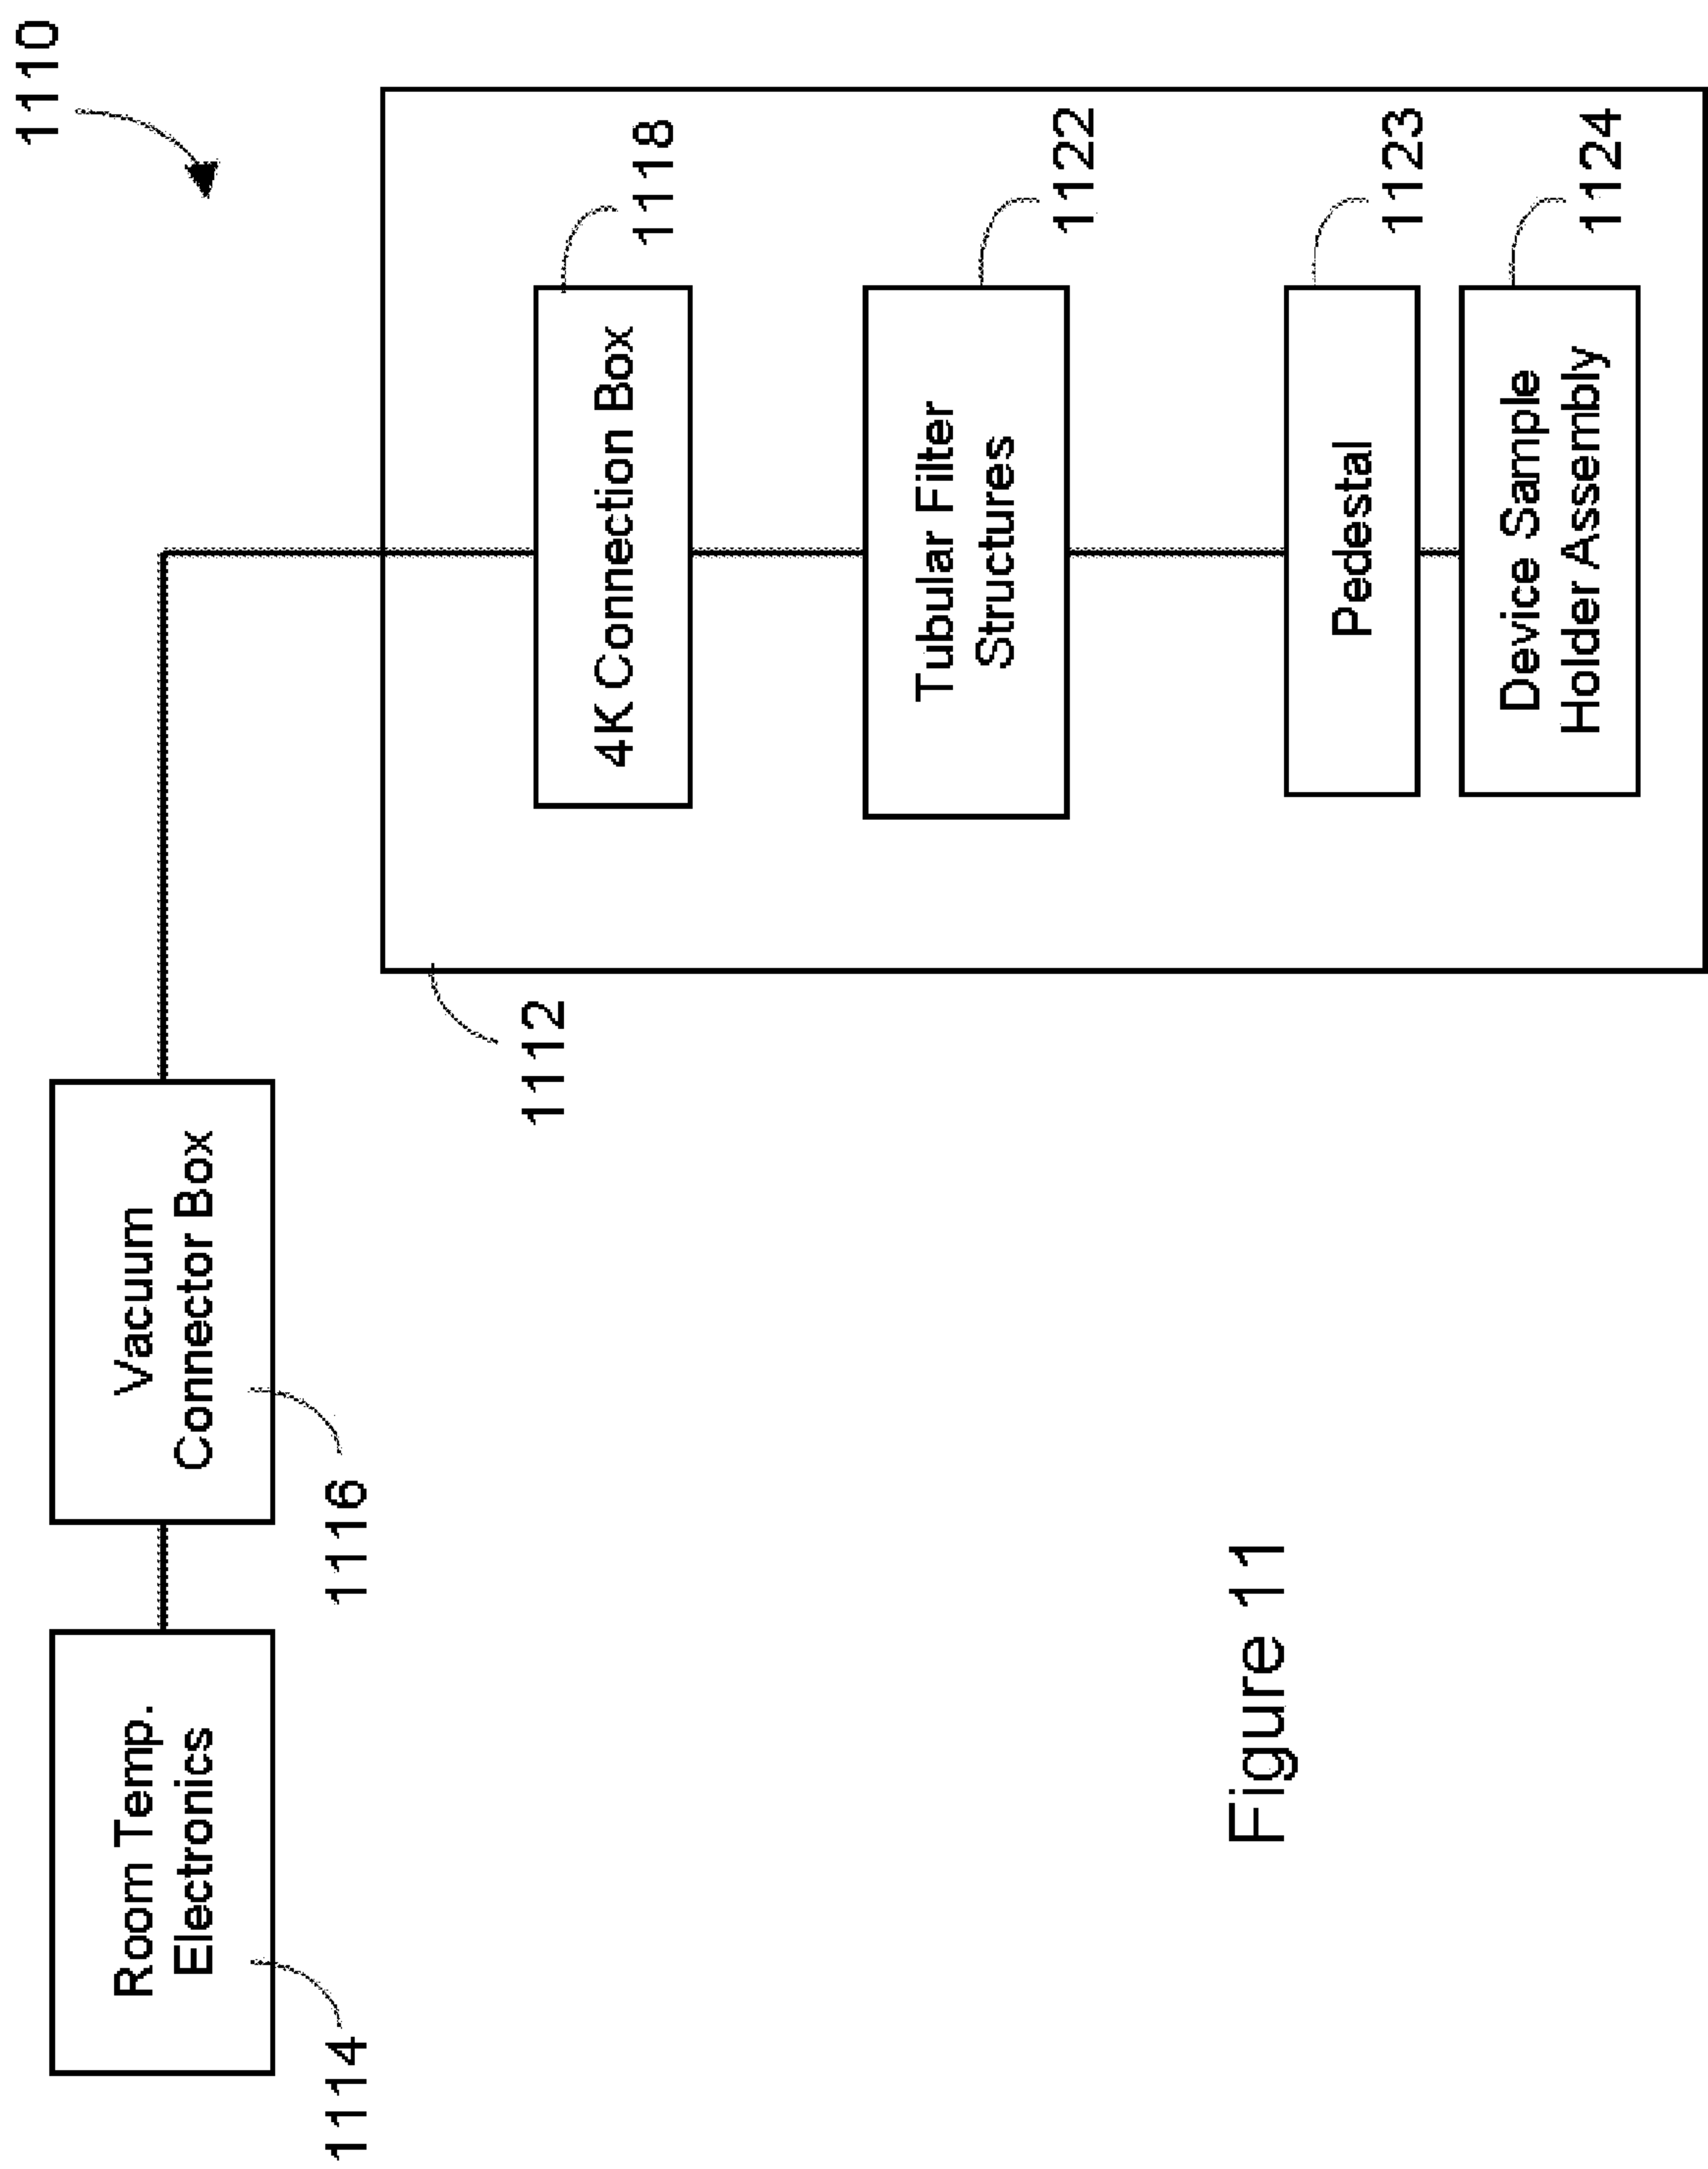 1110
Room Temp.
Electronics
1114
Vacuum
Connector Box
1116
1112
4K Connection Box
1118
Tubular Filter
Structures
1122
Pedestal
1123
Device Sample
Holder Assembly
1124
Figure 11